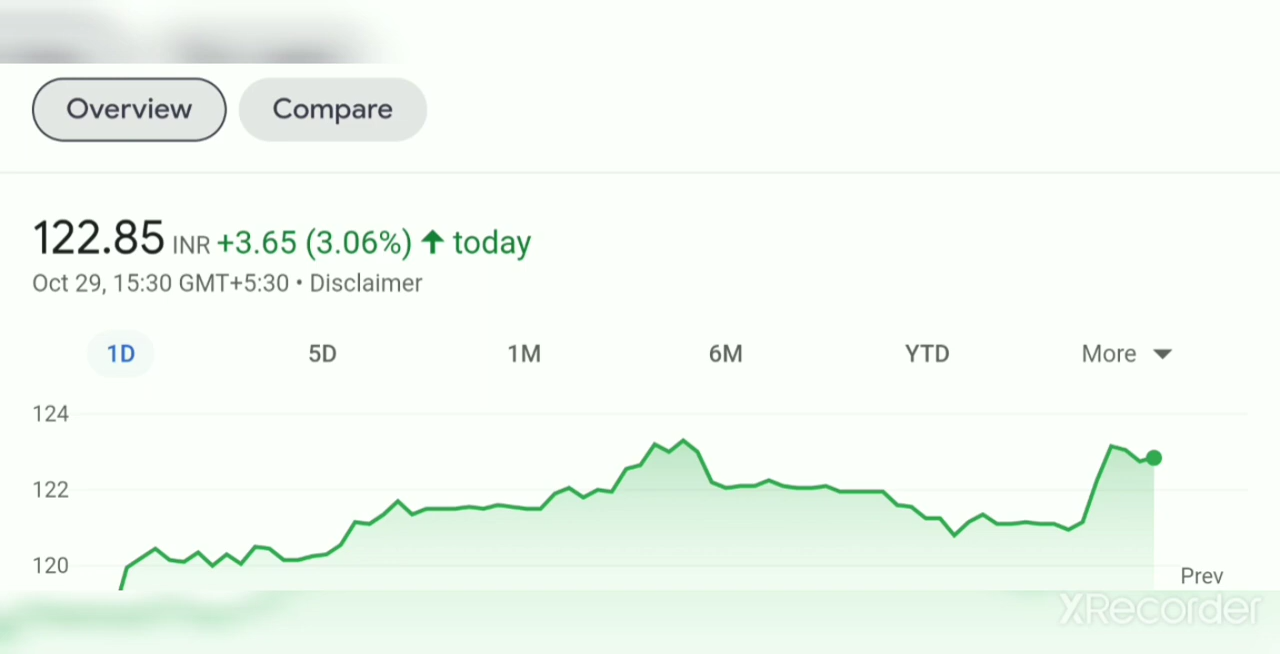 Overview Compare
122.85 INR +3.65 (3.06%) ↑ today
Oct 29, 15:30 GMT+5:30 • Disclaimer
1D 5D 1M 6M YTD More
124
122
120
Prev
XRecorder